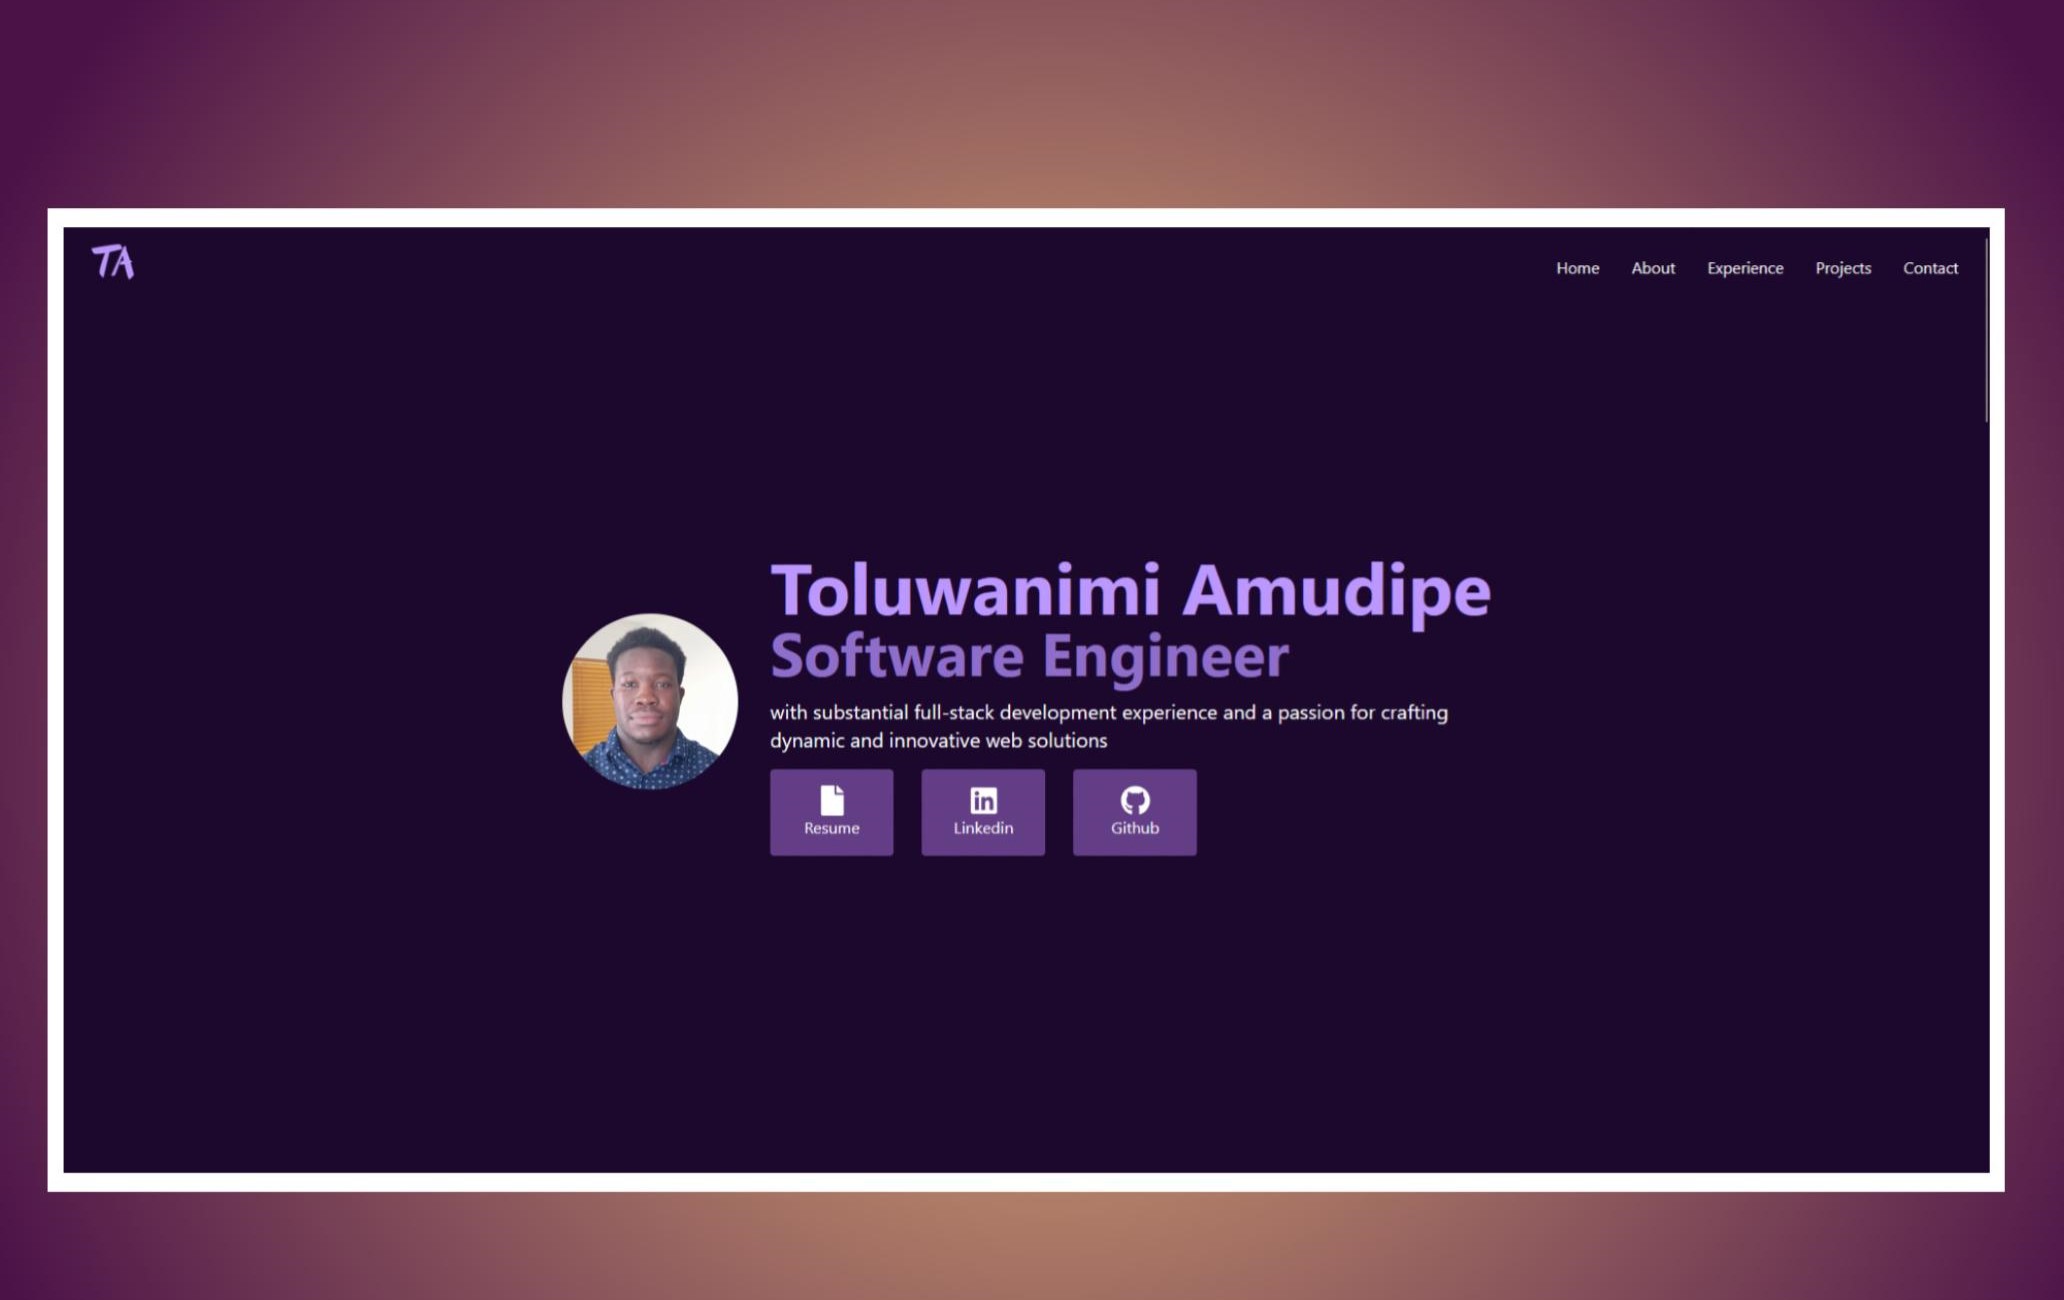 TA
Home About Experience Projects Contact
Toluwanimi Amudipe
Software Engineer
with substantial full-stack development experience and a passion for crafting
dynamic and innovative web solutions
in
Resume Linkedin Github